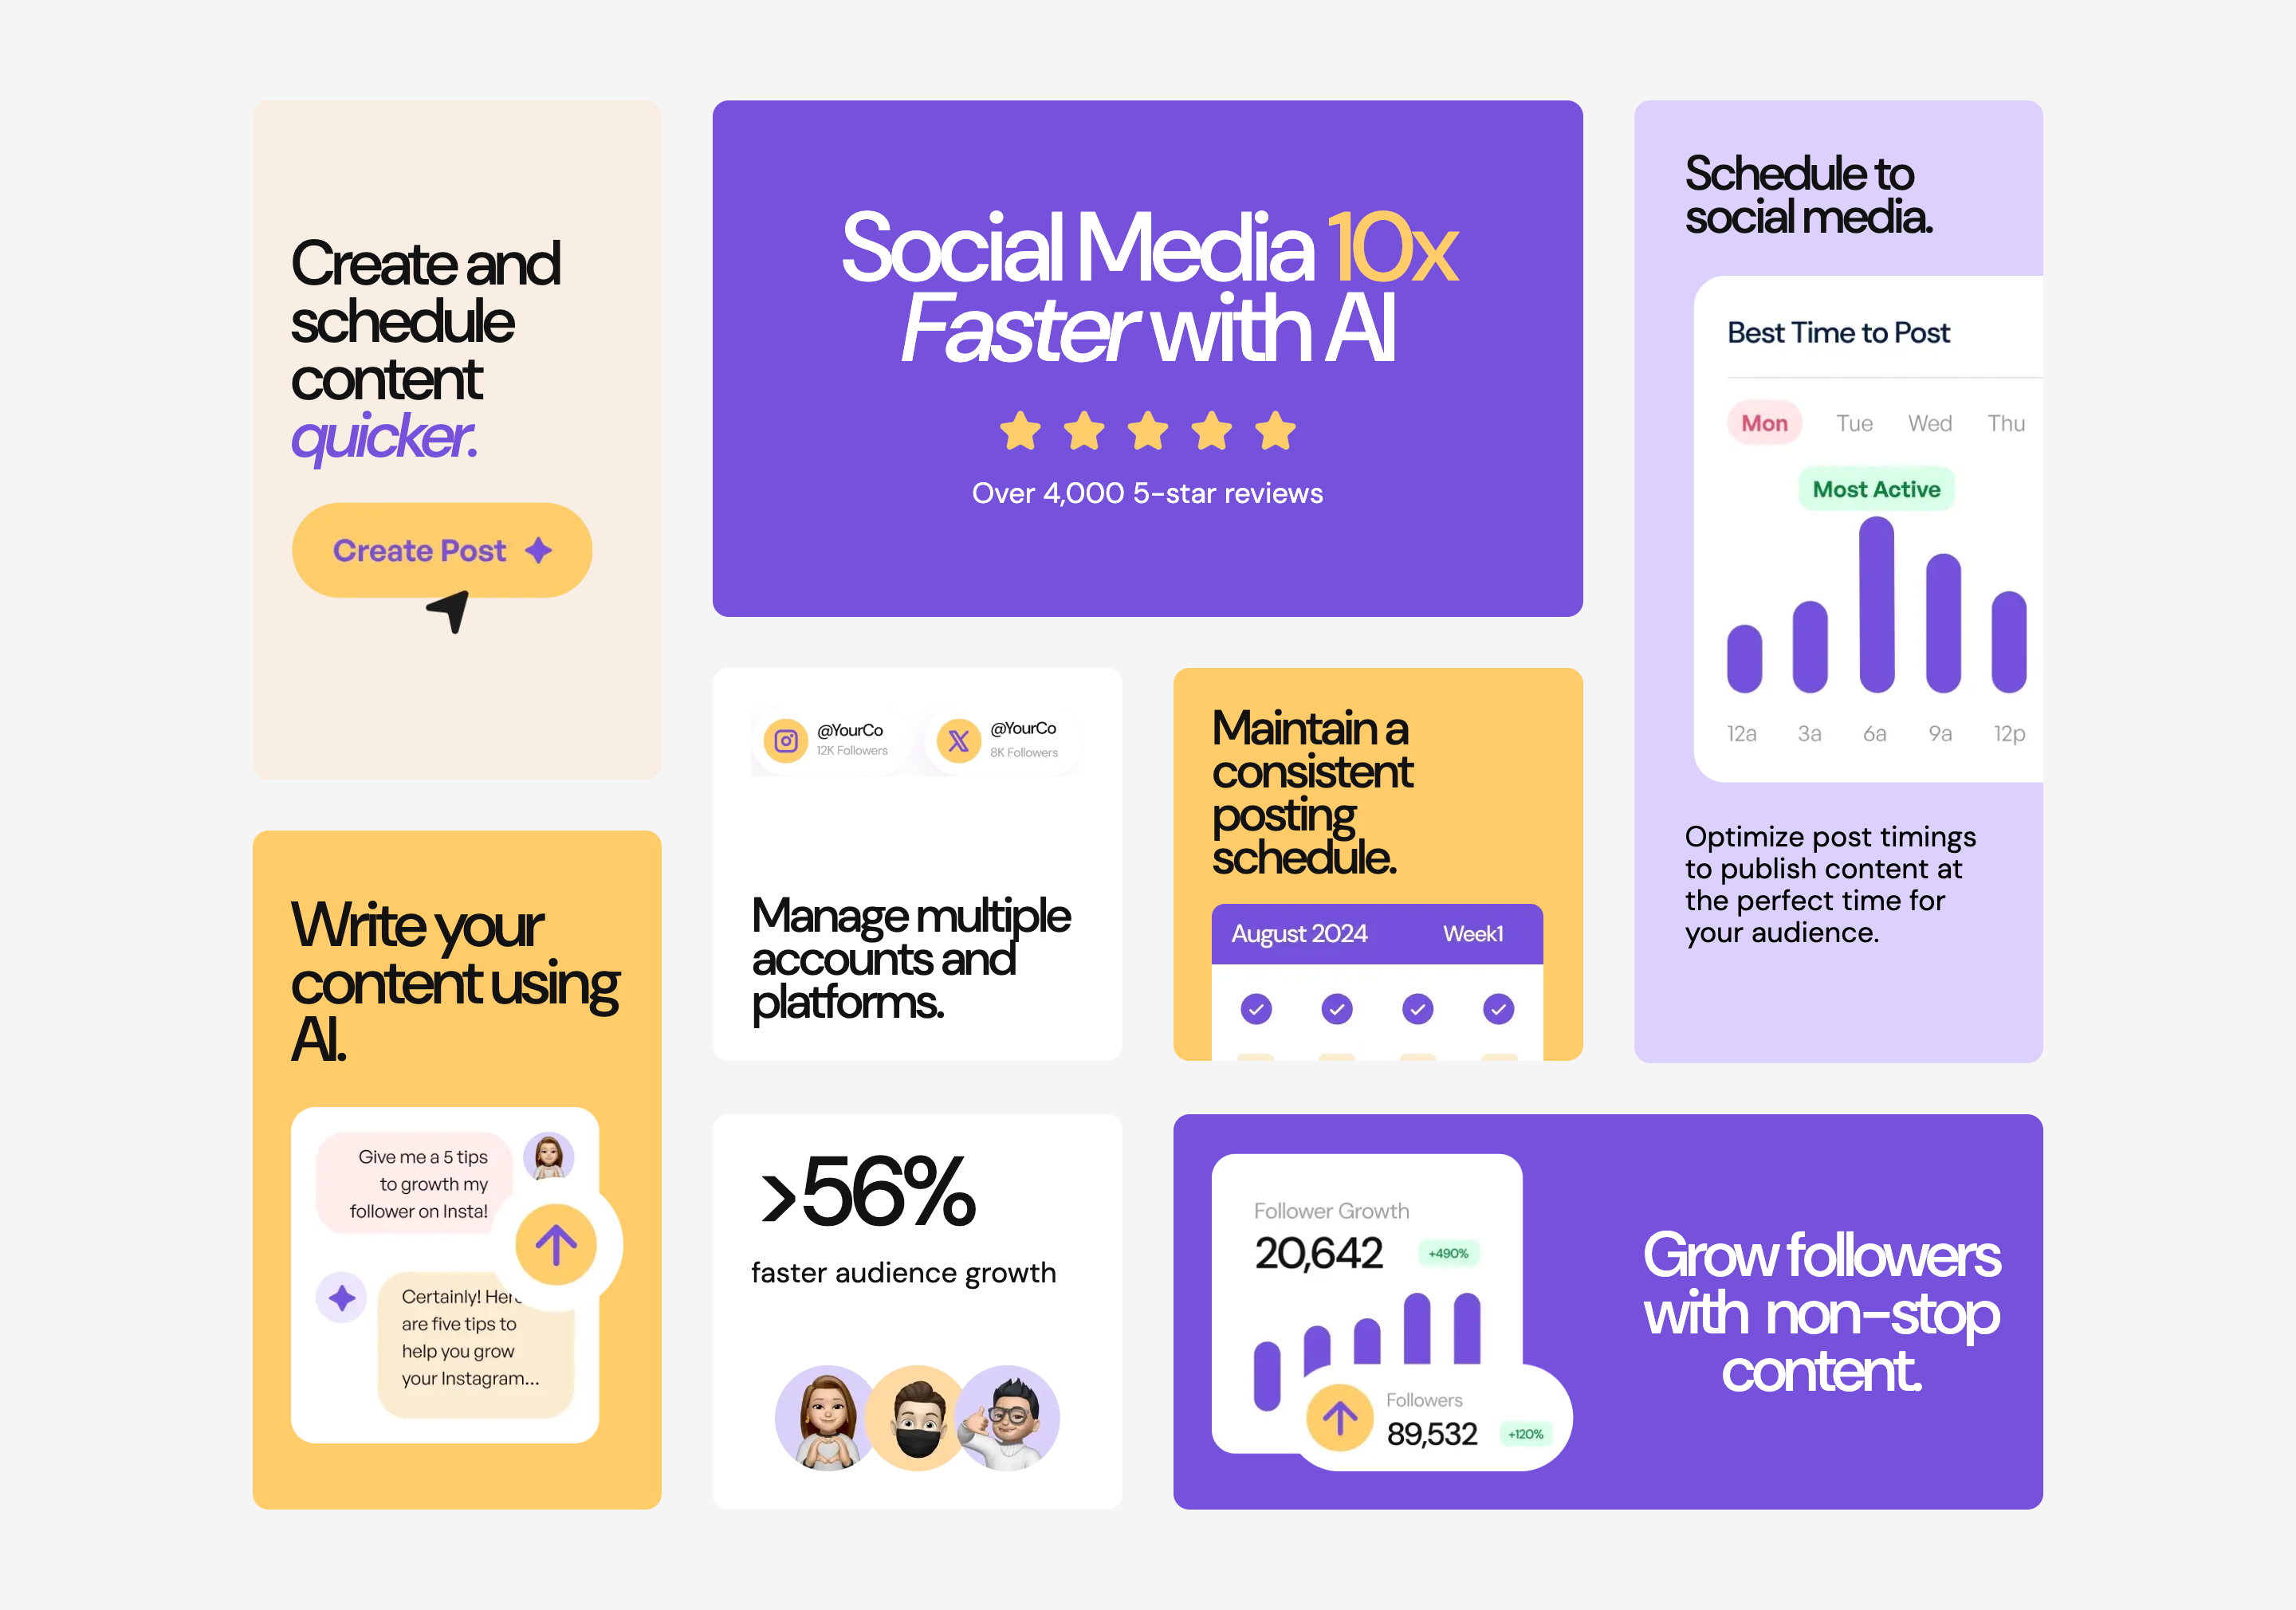 Create and
schedule
content
quicker.
Create Post
Social Media 10x
Faster with AI
Over 4,000 5-star reviews
Schedule to
social media.
Best Time to Post
Mon Tue Wed Thu
Most Active
12a 3a 6a 9a 12p
Optimize post timings
to publish content at
the perfect time for
your audience.
Write your
content using
AI.
Give me a 5 tips
to growth my
follower on Insta!
Certainly! Here
are five tips to
help you grow
your Instagram...
@YourCo
12K Followers
@YourCo
8K Followers
Manage multiple
accounts and
platforms.
Maintain a
consistent
posting
schedule.
August 2024 Week1
>56%
faster audience growth
Follower Growth
20,642 +490%
Followers
89,532 +120%
Grow followers
with non-stop
content.